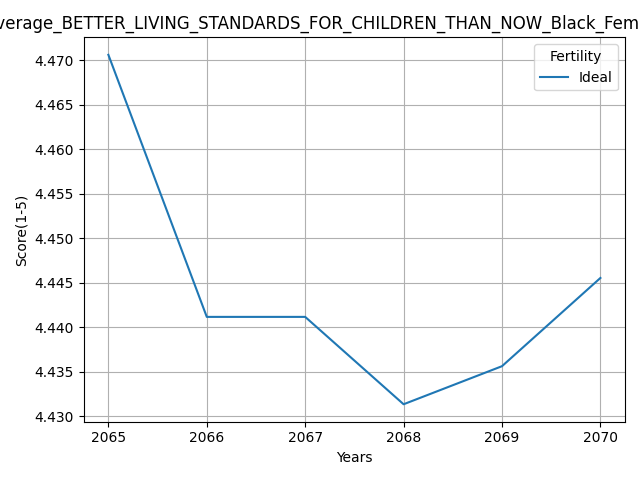 verage_BETTER_LIVING_STANDARDS_FOR_CHILDREN_THAN_NOW_Black_Fem
Fertility
Ideal
Score(1-5)
4.470
4.465
4.460
4.455
4.450
4.445
4.440
4.435
4.430
2065 2066 2067 2068 2069 2070
Years